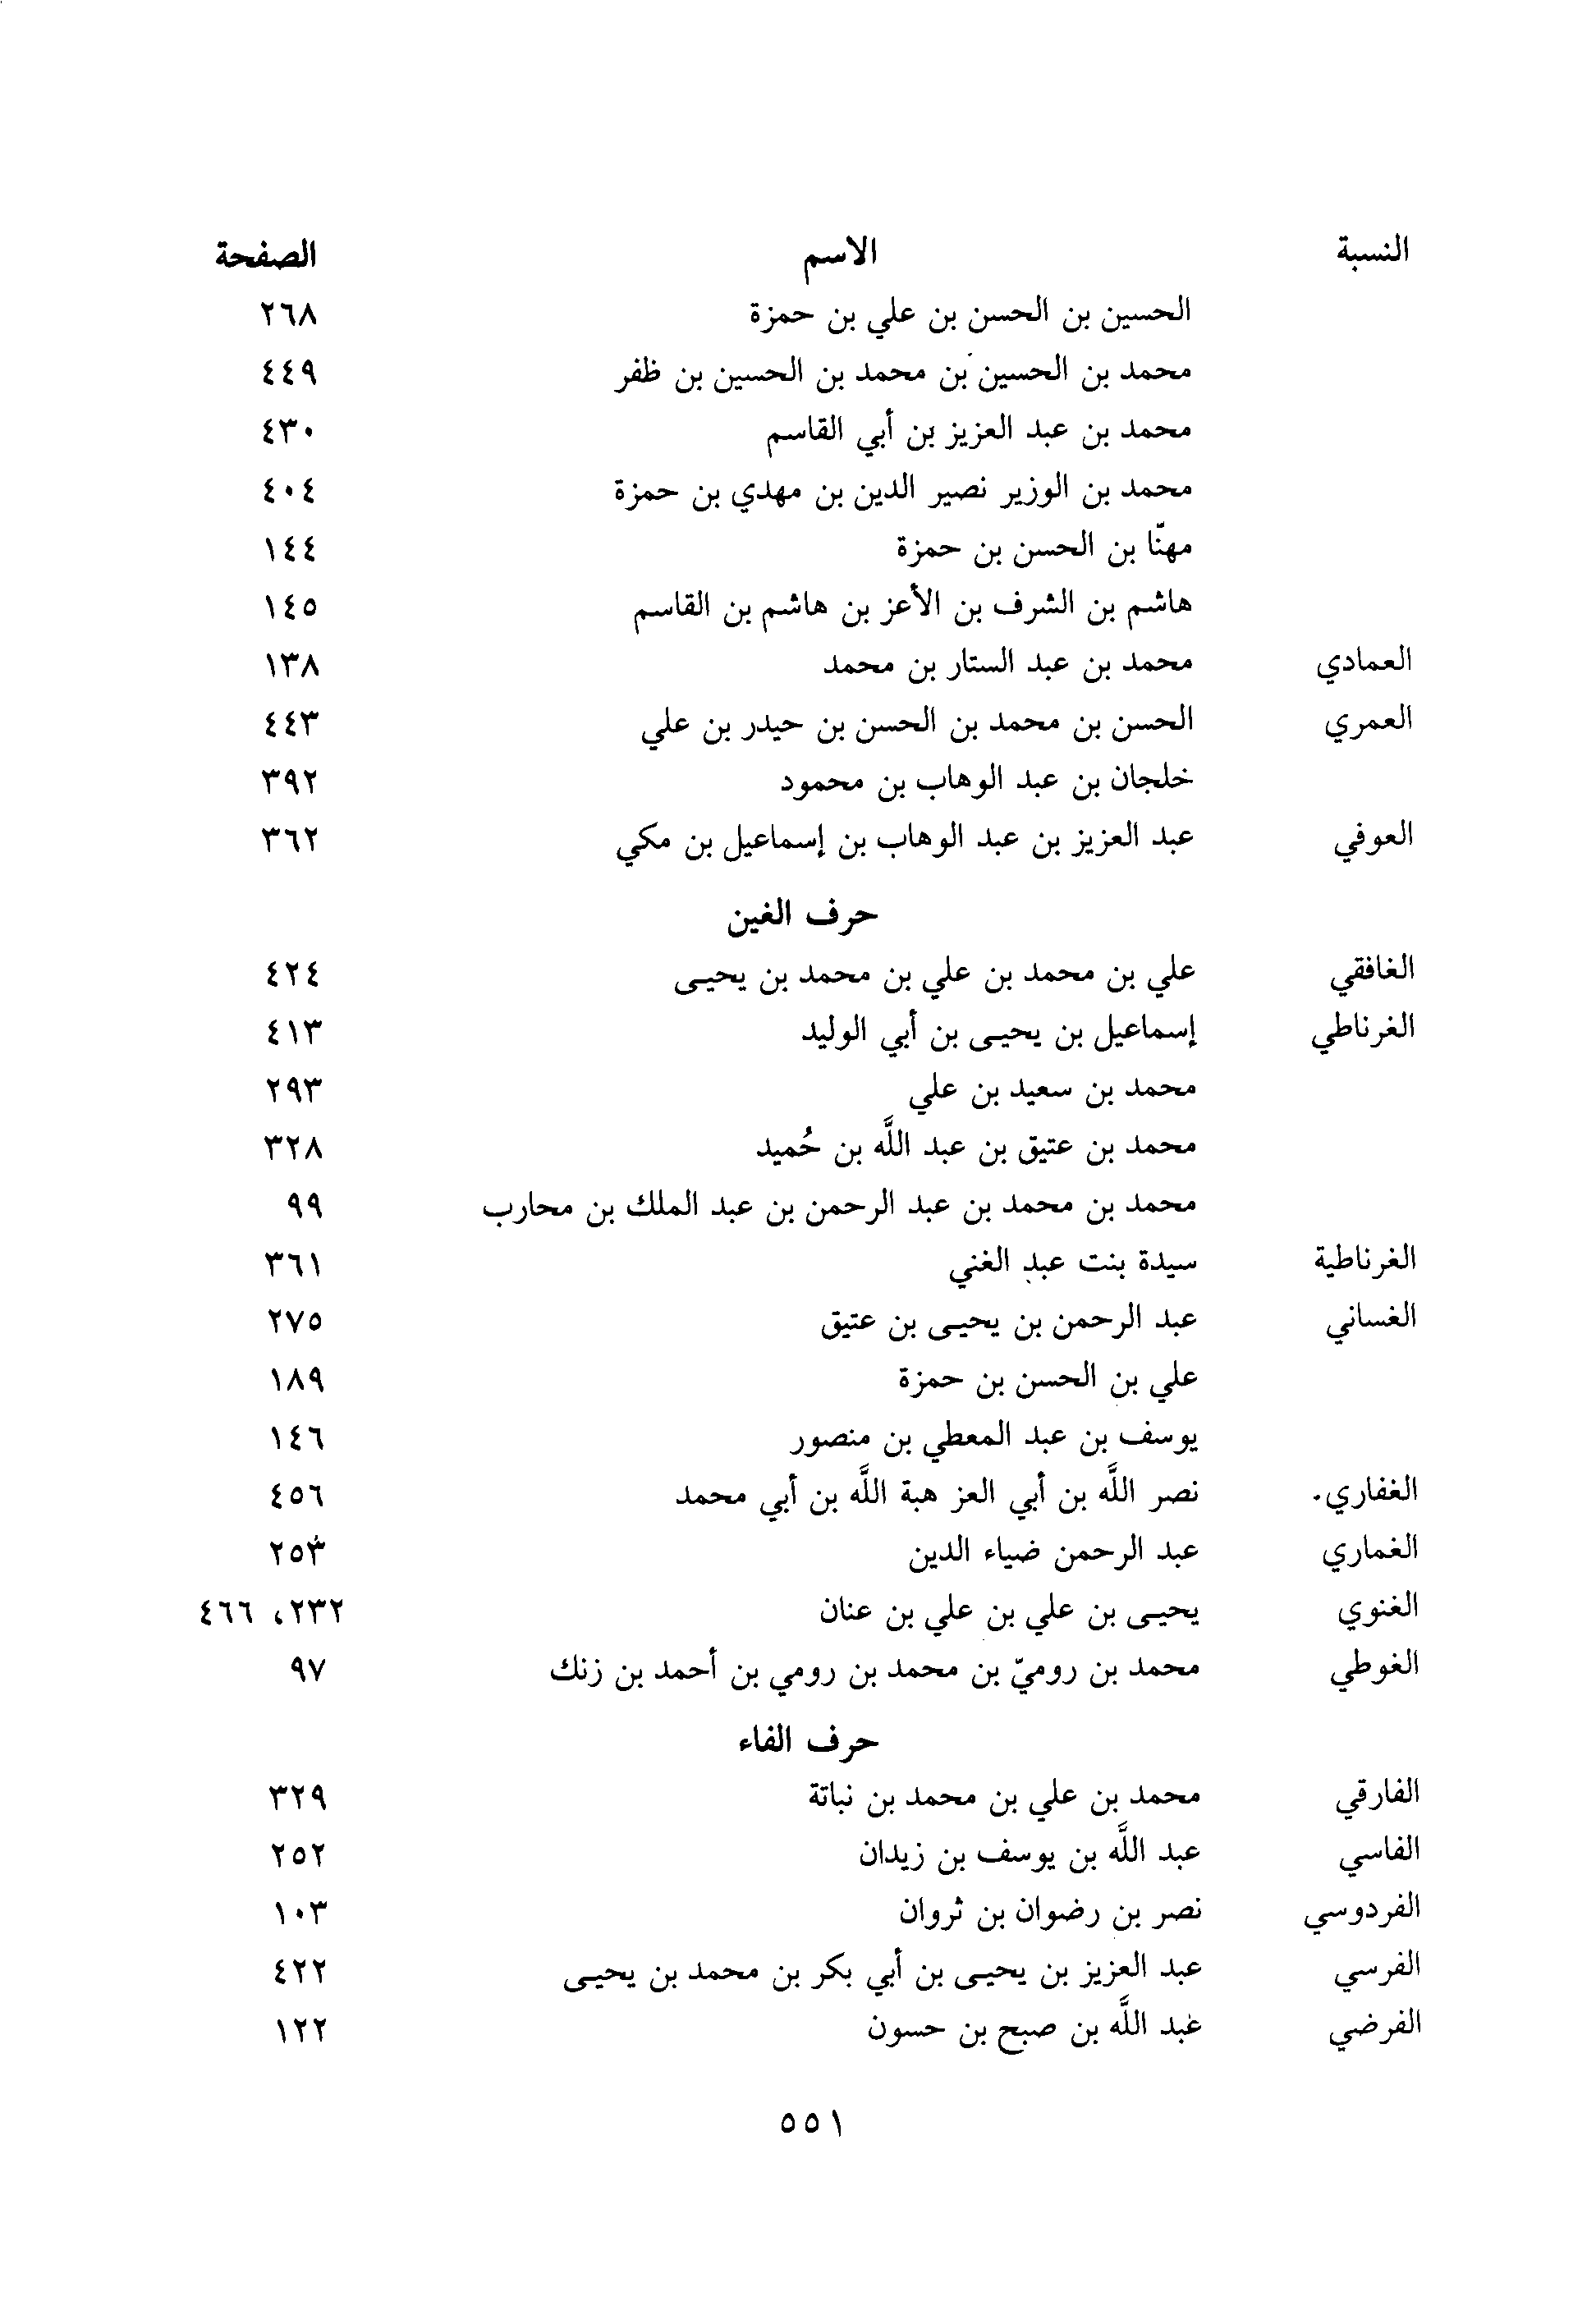 النسبة الاسم الصفحة
الحسين بن الحسن بن علي بن حمزة ٢٦٨
محمد بن الحسين بن محمد بن الحسين بن ظفر ٤٤٩
محمد بن عبد العزيز بن أبي القاسم ٤٣٠
محمد بن الوزير نصير الدين بن مهدي بن حمزة ٤٠٤
مهنّا بن الحسن بن حمزة ١٤٤
هاشم بن الشرف بن الأعز بن هاشم بن القاسم ١٤٥
العمادي محمد بن عبد الستار بن محمد ١٣٨
العمري الحسن بن محمد بن الحسن بن حيدر بن علي ٤٤٣
خلجان بن عبد الوهاب بن محمود ٣٩٢
العوفي عبد العزيز بن عبد الوهاب بن إسماعيل بن مكي ٣٦٢
حرف الغين
الغافقي علي بن محمد بن علي بن محمد بن يحيى ٤٢٤
الغرناطي إسماعيل بن يحيى بن أبي الوليد ٤١٣
محمد بن سعيد بن علي ٢٩٣
محمد بن عتيق بن عبد اللَّه بن حُميد ٣٢٨
محمد بن محمد بن عبد الرحمن بن عبد الملك بن محارب ٩٩
الغرناطية سيدة بنت عبد الغني ٣٦١
الغساني عبد الرحمن بن يحيى بن عتيق ٢٧٥
علي بن الحسن بن حمزة ١٨٩
يوسف بن عبد المعطي بن منصور ١٤٦
الغفاري. نصر اللَّه بن أبي العز هبة اللَّه بن أبي محمد ٤٥٦
الغماري عبد الرحمن ضياء الدين ٢٥٣
الغنوي يحيى بن علي بن علي بن عنان ٢٣٢، ٤٦٦
الغوطي محمد بن روميّ بن محمد بن رومي بن أحمد بن زنك ٩٧
حرف الفاء
الفارقي محمد بن علي بن محمد بن نباتة ٣٢٩
الفاسي عبد اللَّه بن يوسف بن زيدان ٢٥٢
الفردوسي نصر بن رضوان بن ثروان ١٠٣
الفرسي عبد العزيز بن يحيى بن أبي بكر بن محمد بن يحيى ٤٢٢
الفرضي عبد اللَّه بن صبح بن حسون ١٢٢
٥٥١